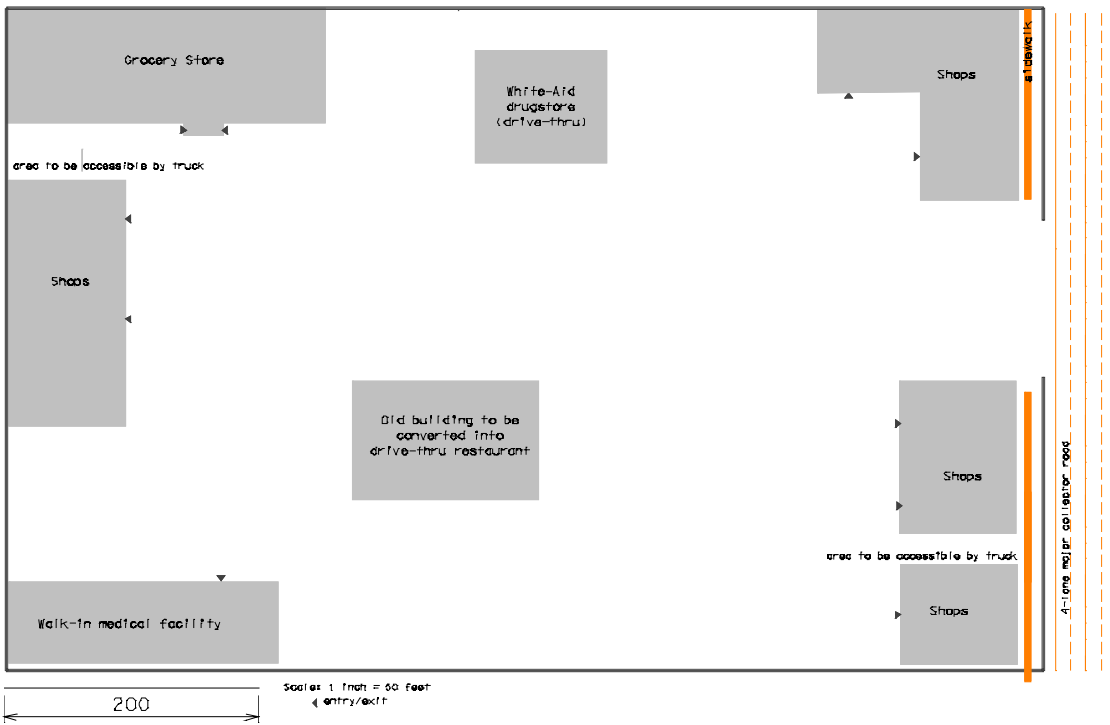 Grocery Store
White-Aid
drugstore
(drive-thru)
Shops
sidewalk
area to be accessible by truck
Shops
Old building to be
converted into
drive-thru restaurant
Shops
4-lane major collector road
area to be accessible by truck
Shops
Walk-in medical facility
Scale: 1 inch = 50 feet
entry/exit
200